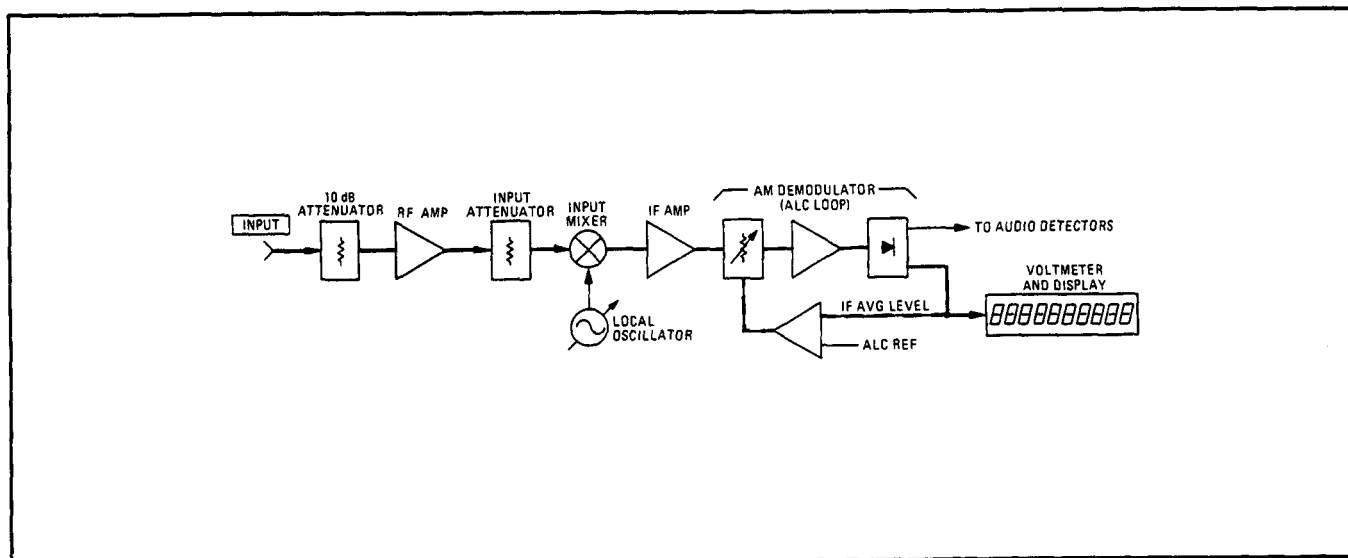 INPUT
10 dB
ATTENUATOR
RF AMP
INPUT
ATTENUATOR
INPUT
MIXER
LOCAL
OSCILLATOR
IF AMP
AM DEMODULATOR
(ALC LOOP)
TO AUDIO DETECTORS
VOLTMETER
AND DISPLAY
8888888888
IF AVG LEVEL
ALC REF